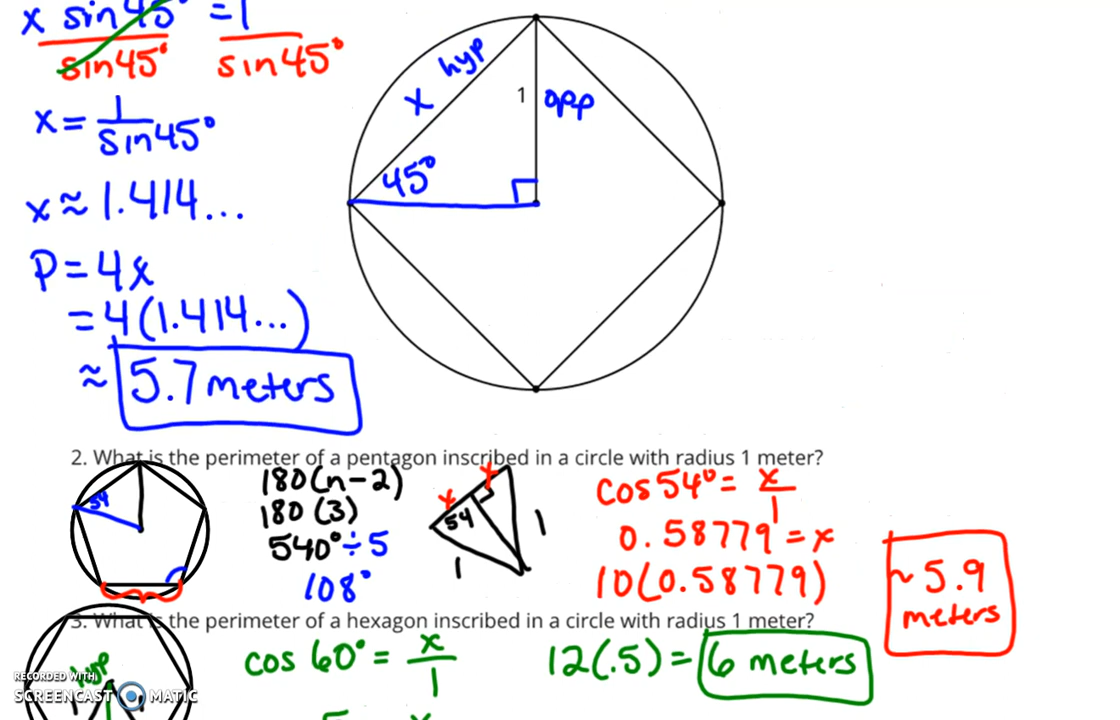 x sin45° = 1
sin45° sin45°
x = 1/sin45°
x ≈ 1.414...
P = 4x
= 4(1.414...)
≈ 5.7 meters
x hyp
1 opp
45°
2. What is the perimeter of a pentagon inscribed in a circle with radius 1 meter?
54
180(n-2)
180(3)
540° ÷ 5
108°
x x
54
1 1
cos54° = x/1
0.58779 = x
10(0.58779)
~ 5.9
meters
3. What is the perimeter of a hexagon inscribed in a circle with radius 1 meter?
hyp
1
cos 60° = x/1
12(.5) = 6 meters
RECORDED WITH
SCREENCAST MATIC